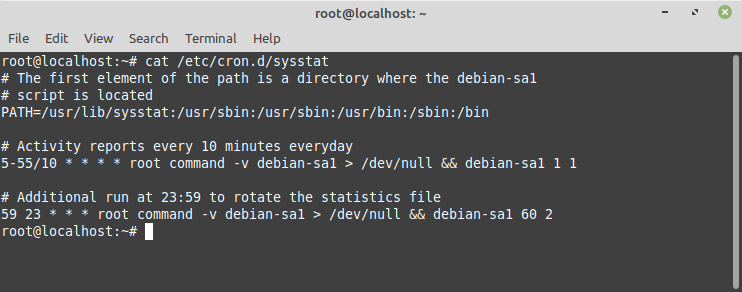 root@localhost: ~
File Edit View Search Terminal Help
root@localhost:~# cat /etc/cron.d/sysstat
# The first element of the path is a directory where the debian-sa1
# script is located
PATH=/usr/lib/sysstat:/usr/sbin:/usr/sbin:/usr/bin:/sbin:/bin
# Activity reports every 10 minutes everyday
5-55/10 * * * * root command -v debian-sa1 > /dev/null && debian-sa1 1 1
# Additional run at 23:59 to rotate the statistics file
59 23 * * * root command -v debian-sa1 > /dev/null && debian-sa1 60 2
root@localhost:~#